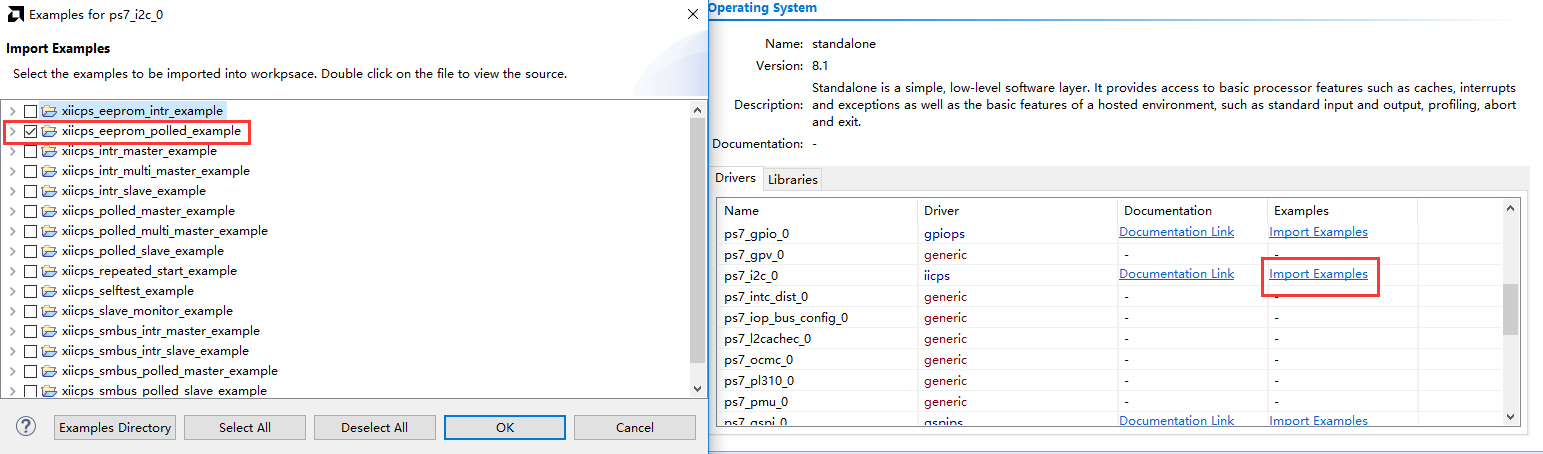 Examples for ps7_i2c_0
Import Examples
Select the examples to be imported into workpsace. Double click on the file to view the source.
xiicps_eeprom_intr_example
xiicps_eeprom_polled_example
xiicps_intr_master_example
xiicps_intr_multi_master_example
xiicps_intr_slave_example
xiicps_polled_master_example
xiicps_polled_multi_master_example
xiicps_polled_slave_example
xiicps_repeated_start_example
xiicps_selftest_example
xiicps_slave_monitor_example
xiicps_smbus_intr_master_example
xiicps_smbus_intr_slave_example
xiicps_smbus_polled_master_example
xiicps_smbus_polled_slave_example
? Examples Directory Select All Deselect All OK Cancel
Operating System
Name: standalone
Version: 8.1
Standalone is a simple, low-level software layer. It provides access to basic processor features such as caches, interrupts
Description: and exceptions as well as the basic features of a hosted environment, such as standard input and output, profiling, abort
and exit.
Documentation: -
Drivers Libraries
Name Driver Documentation Examples
ps7_gpio_0 gpiops Documentation Link Import Examples
ps7_gpv_0 generic - -
ps7_i2c_0 iicps Documentation Link Import Examples
ps7_intc_dist_0 generic - -
ps7_iop_bus_config_0 generic - -
ps7_l2cachec_0 generic - -
ps7_ocmc_0 generic - -
ps7_pl310_0 generic - -
ps7_pmu_0 generic - -
ps7_qspi_0 qspips Documentation Link Import Examples